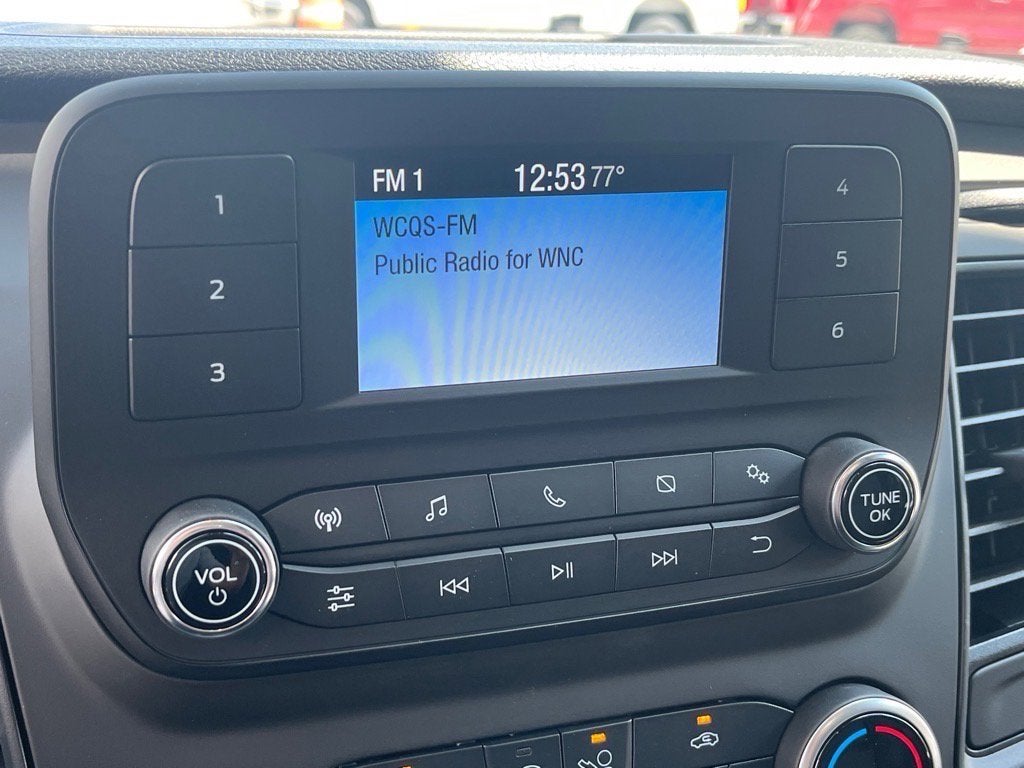 FM 1 12:53 77°
WCQS-FM
Public Radio for WNC
1
2
3
4
5
6
VOL
TUNE
OK